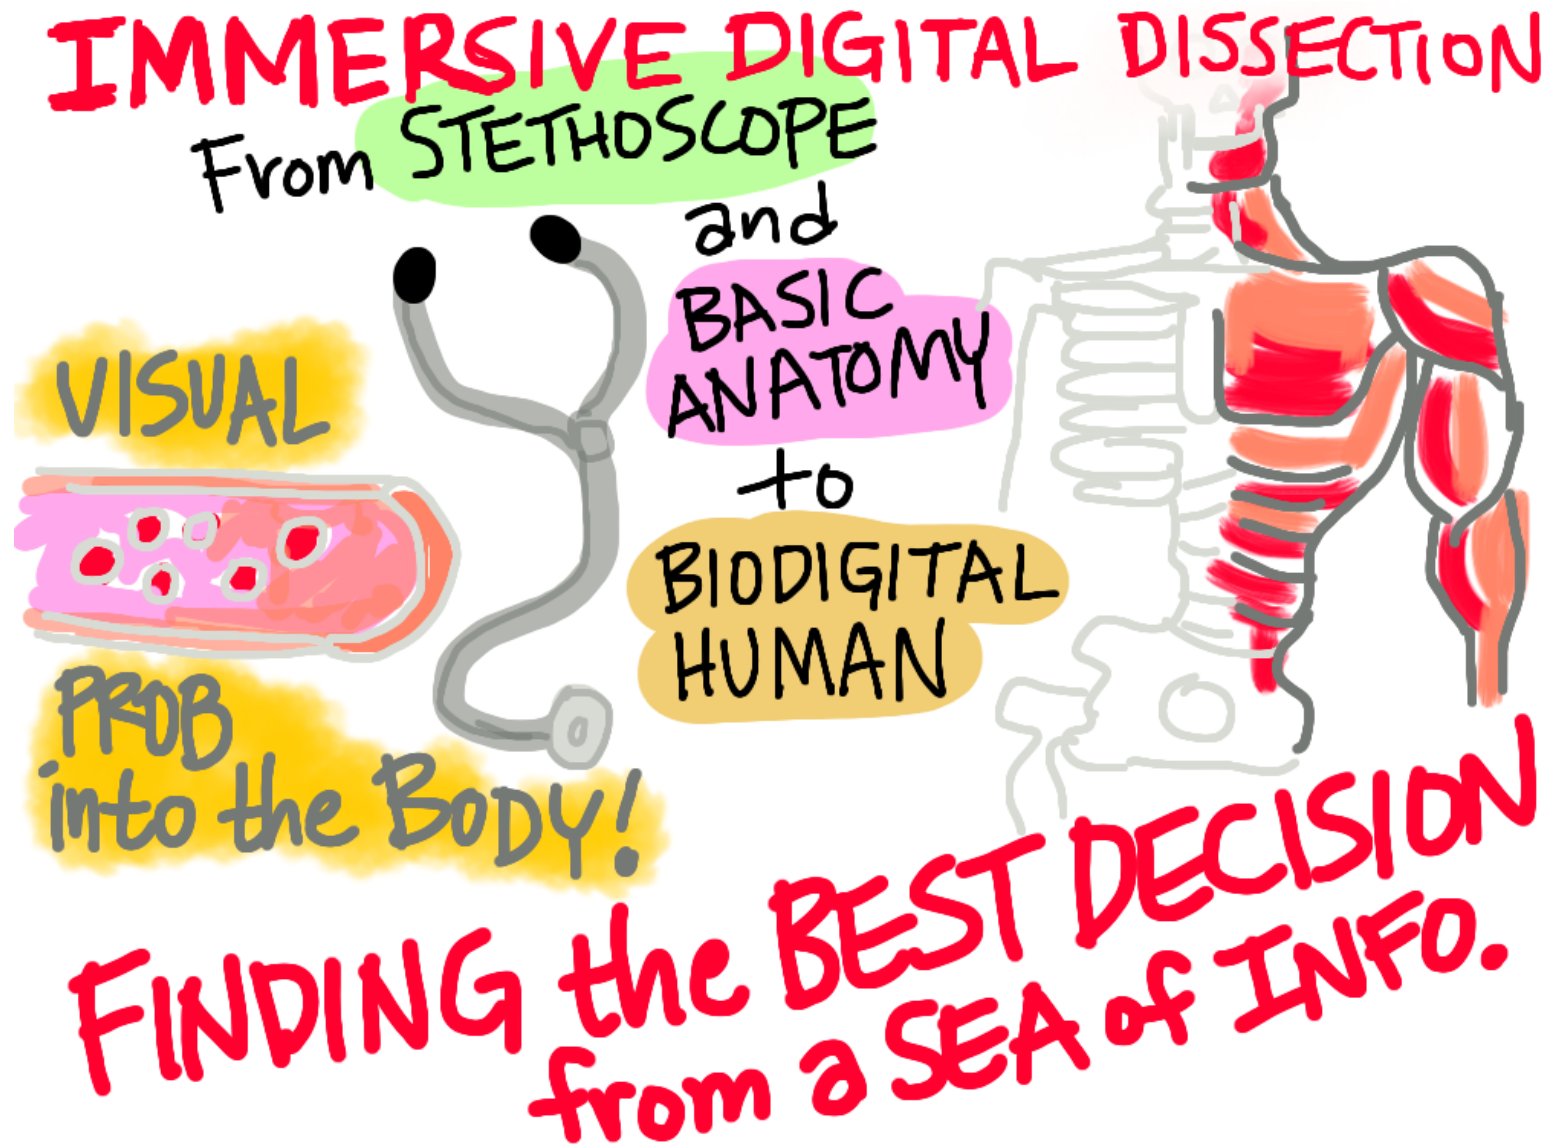 IMMERSIVE DIGITAL DISSECTION
From STETHOSCOPE
and
BASIC
ANATOMY
to
BIODIGITAL
HUMAN
VISUAL
PROB
into the BODY!
FINDING the BEST DECISION
from a SEA of INFO.